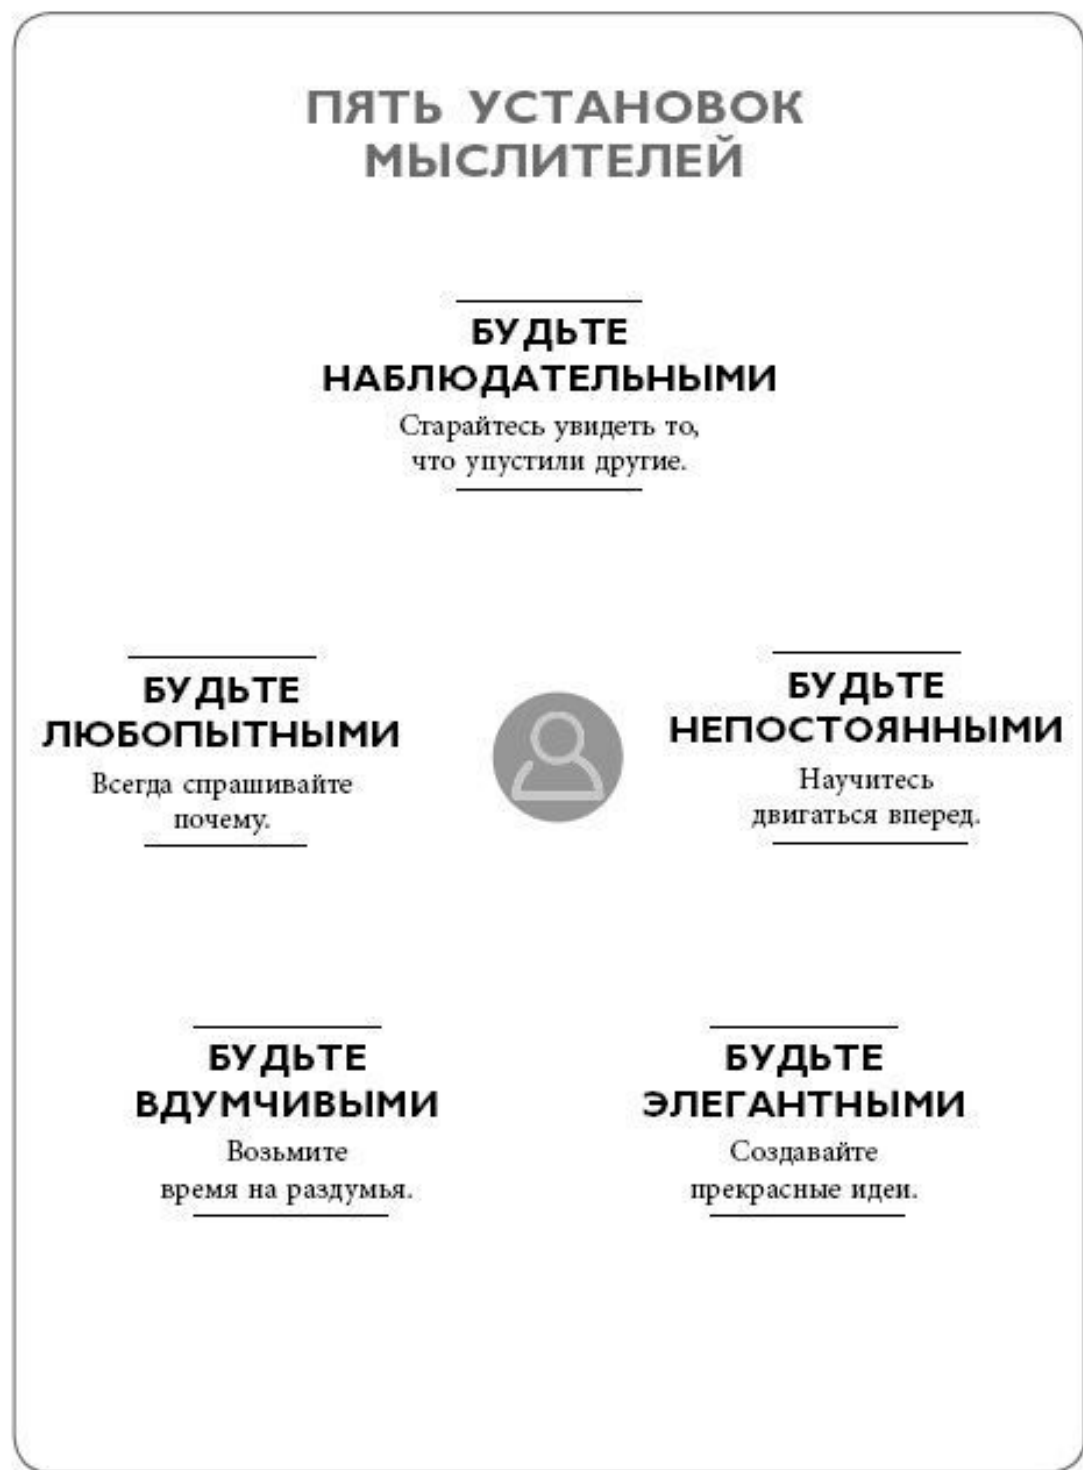 ПЯТЬ УСТАНОВОК
МЫСЛИТЕЛЕЙ
БУДЬТЕ
НАБЛЮДАТЕЛЬНЫМИ
Старайтесь увидеть то,
что упустили другие.
БУДЬТЕ
ЛЮБОПЫТНЫМИ
Всегда спрашивайте
почему.
БУДЬТЕ
НЕПОСТОЯННЫМИ
Научитесь
двигаться вперед.
БУДЬТЕ
ВДУМЧИВЫМИ
Возьмите
время на раздумья.
БУДЬТЕ
ЭЛЕГАНТНЫМИ
Создавайте
прекрасные идеи.